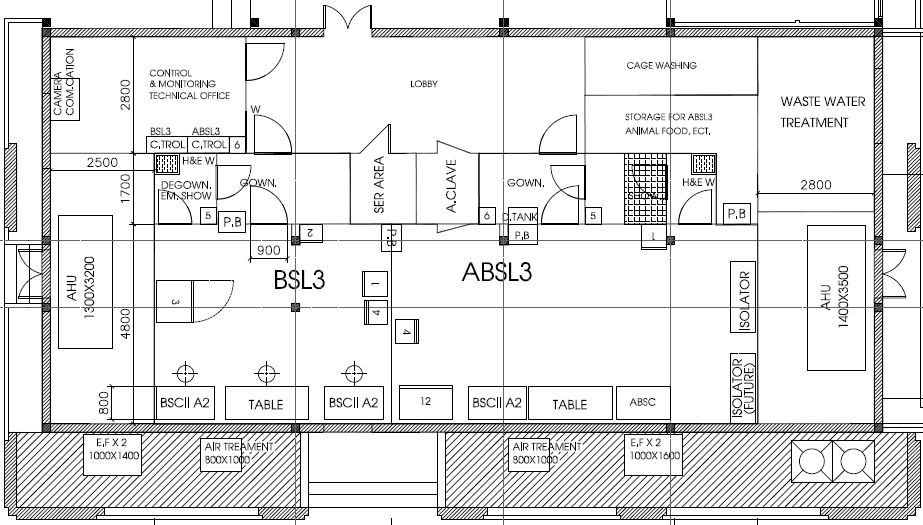 CAMERA
COM.CATION
2800
CONTROL
& MONITORING
TECHNICAL OFFICE
W
LOBBY
CAGE WASHING
STORAGE FOR ABSL3
ANIMAL FOOD, ECT.
WASTE WATER
TREATMENT
BSL3
C,TROL
ABSL3
C,TROL
6
2500
1700
H&E W
DEGOWN.
EM. SHOW
5
GOWN.
P,B
SER AREA
A.CLAVE
GOWN.
6
D.TANK
P,B
5
SHOW
H&E W
P,B
2800
900
2
P,B
1
BSL3
ABSL3
AHU
1300X3200
4800
3
1
4
4
ISOLATOR
AHU
1400X3500
ISOLATOR
(FUTURE)
800
BSCII A2
TABLE
BSCII A2
12
BSCII A2
TABLE
ABSC
E,F X 2
1000X1400
AIR TREAMENT
800X1000
AIR TREAMENT
800X1000
E,F X 2
1000X1600